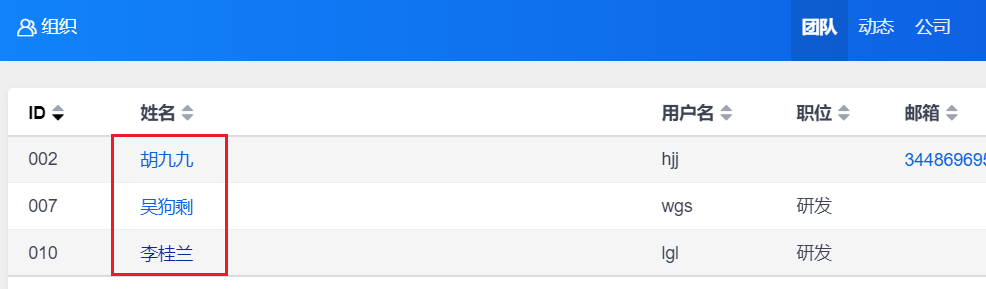 组织 团队 动态 公司
ID 姓名 用户名 职位 邮箱
002 胡九九 hjj 34486969
007 吴狗剩 wgs 研发
010 李桂兰 lgl 研发